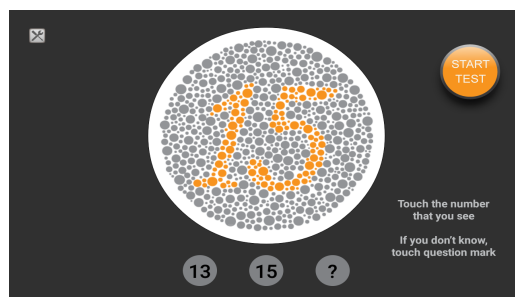 15
START
TEST
Touch the number
that you see
If you don't know,
touch question mark
13
15
?